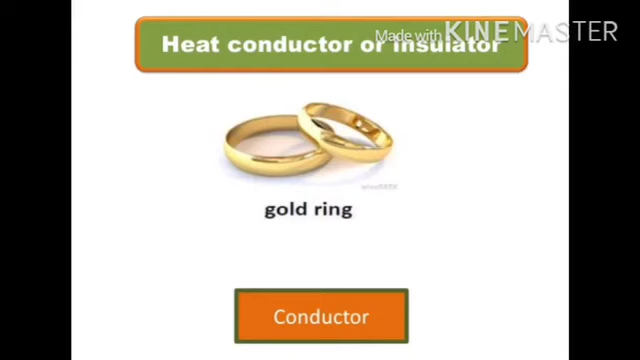 Heat conductor or insulator
Made with KINEMASTER
gold ring
Conductor